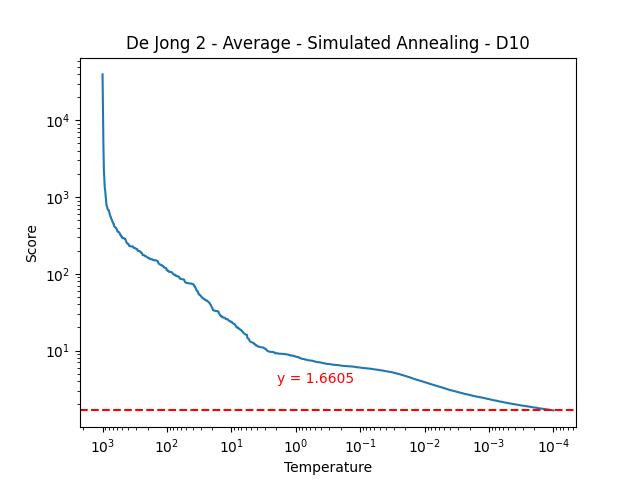 De Jong 2 - Average - Simulated Annealing - D10
Score
10⁴
10³
10²
10¹
y = 1.6605
10³ 10² 10¹ 10⁰ 10⁻¹ 10⁻² 10⁻³ 10⁻⁴
Temperature